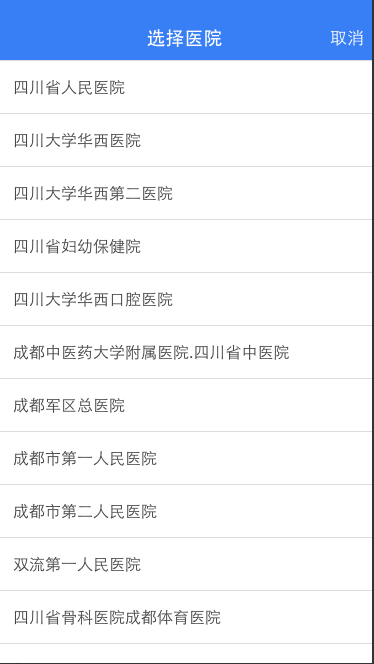 选择医院
取消
四川省人民医院
四川大学华西医院
四川大学华西第二医院
四川省妇幼保健院
四川大学华西口腔医院
成都中医药大学附属医院.四川省中医院
成都军区总医院
成都市第一人民医院
成都市第二人民医院
双流第一人民医院
四川省骨科医院成都体育医院